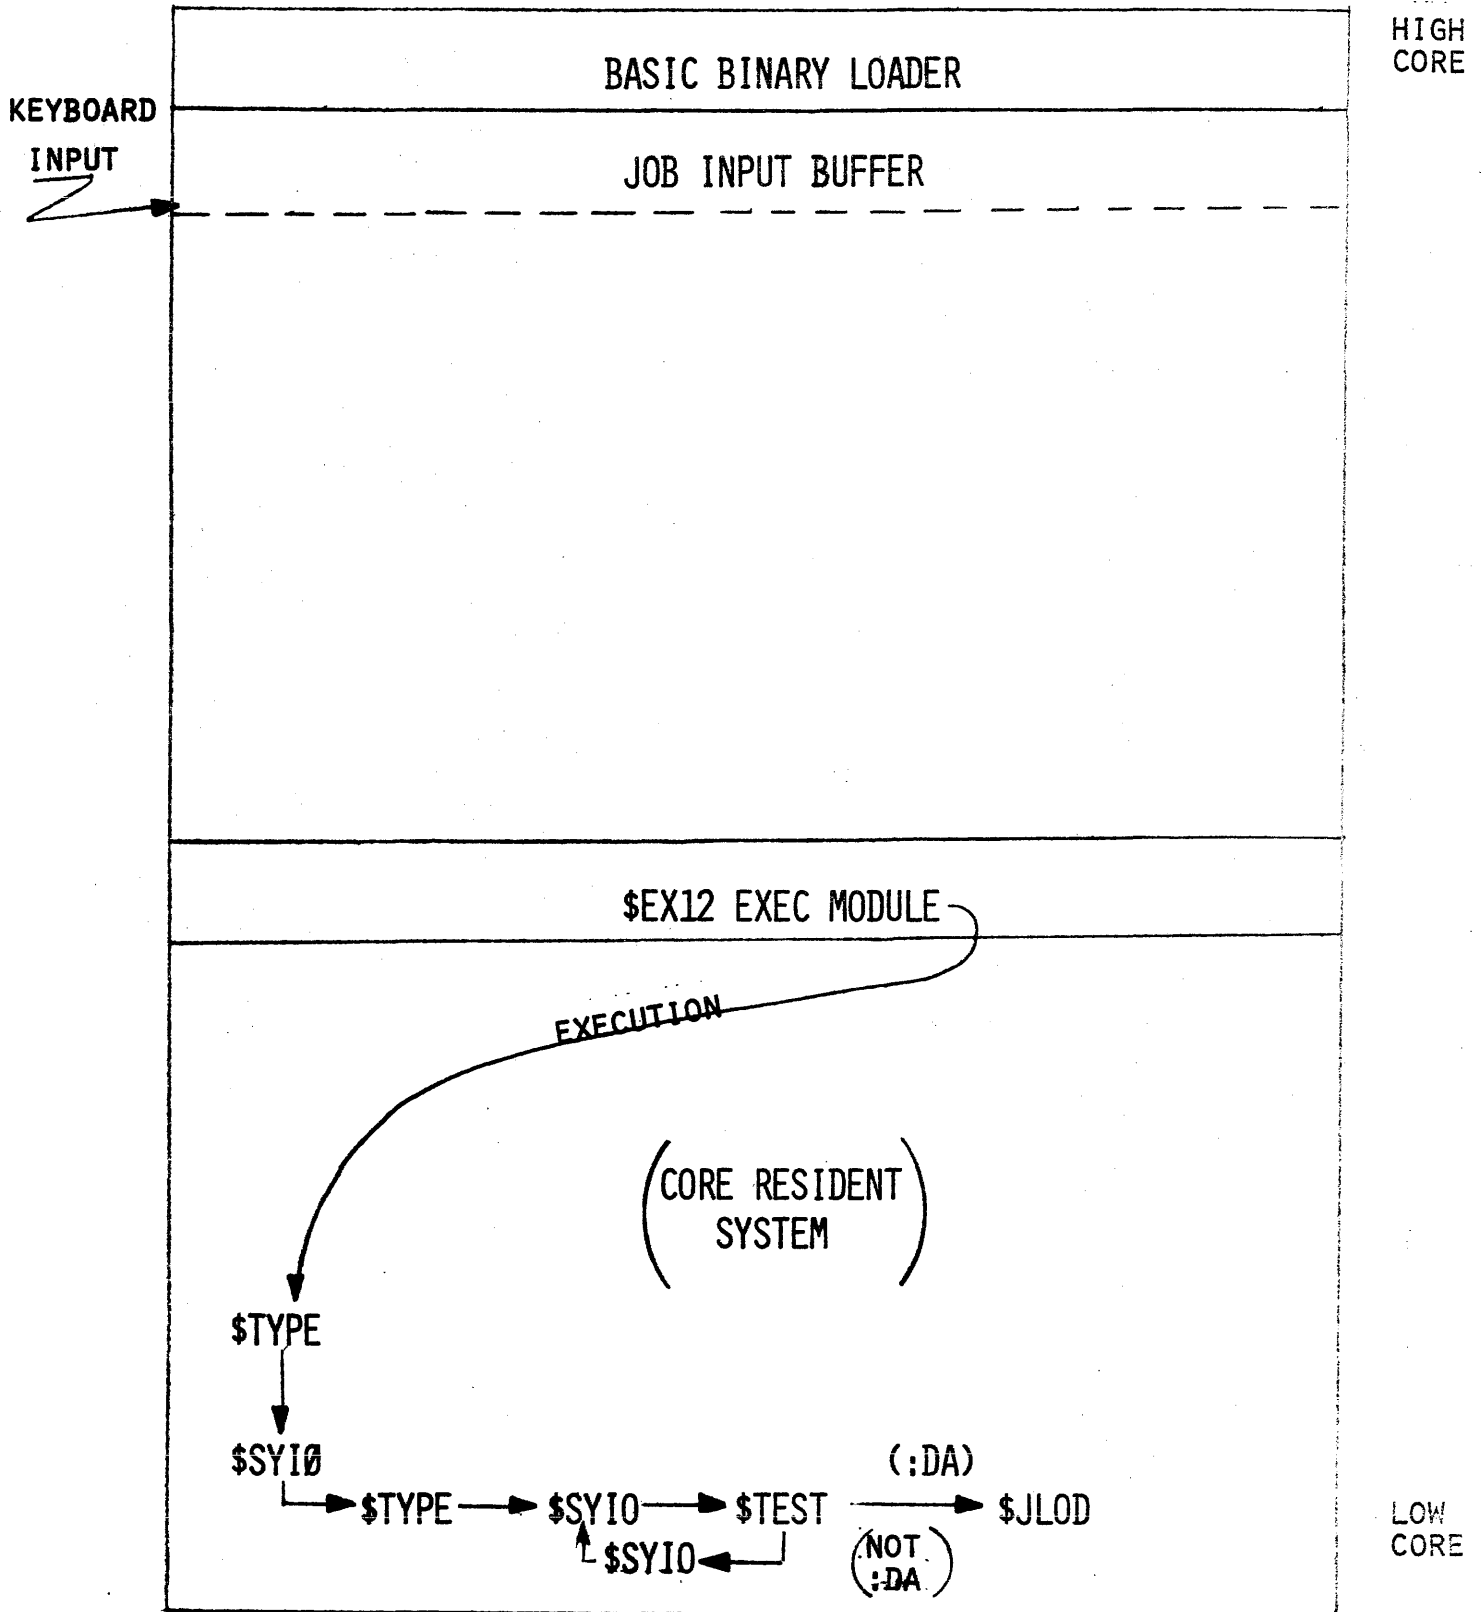 HIGH
CORE
BASIC BINARY LOADER
KEYBOARD
INPUT
JOB INPUT BUFFER
$EX12 EXEC MODULE
EXECUTION
(CORE RESIDENT
SYSTEM)
$TYPE
$SYIØ
(:DA)
$TYPE $SYIO $TEST $JLOD
$SYIO
(NOT
:DA)
LOW
CORE